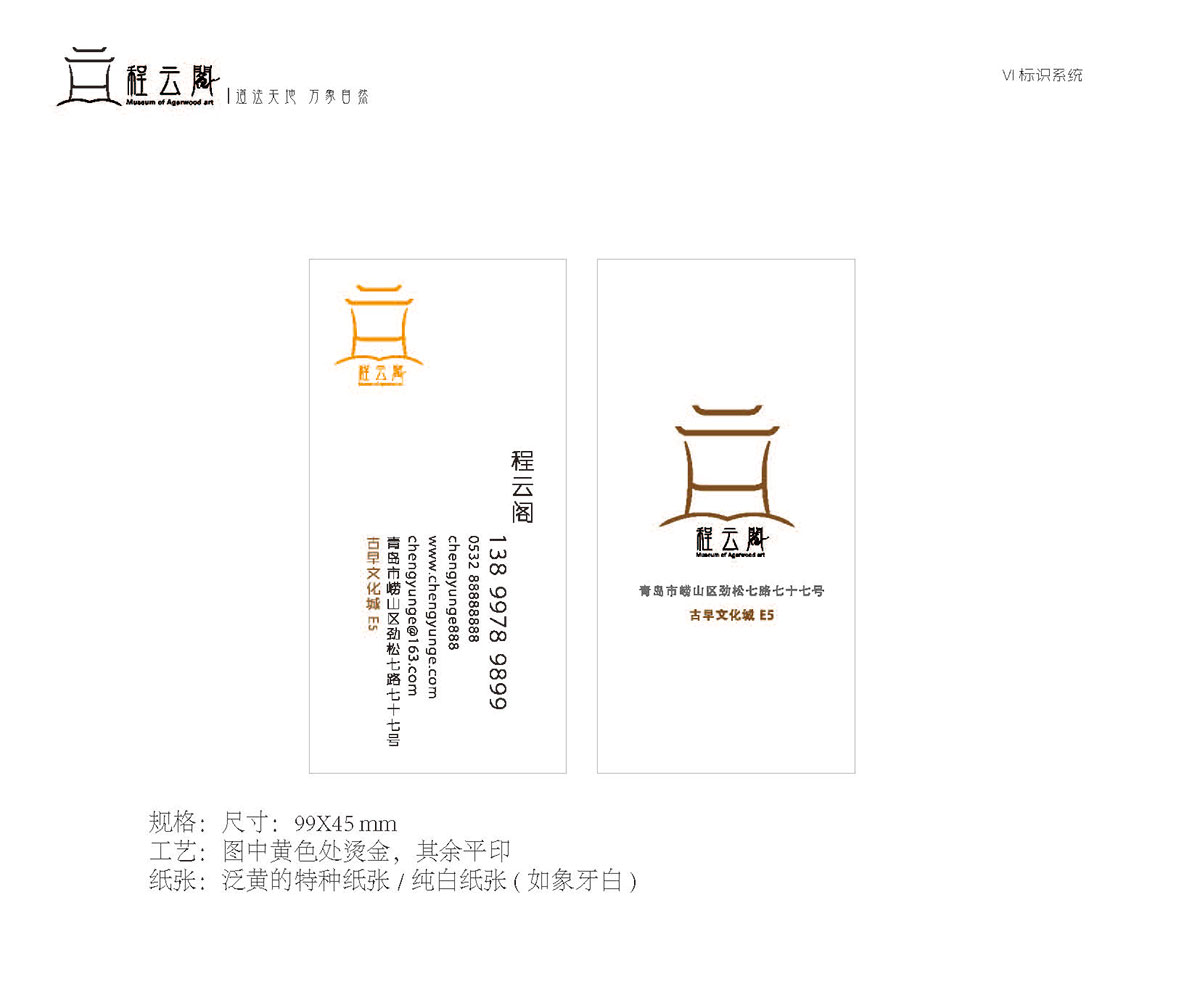 程云閣
Museum of Agarwood art
道法天地 万象自然
VI 标识系统
程云閣
程云阁
138 9978 9899
0532 88888888
chengyunge888
www.chengyunge.com
chengyunge@163.com
青岛市崂山区劲松七路七十七号
古早文化城 E5
程云閣
Museum of Agarwood art
青岛市崂山区劲松七路七十七号
古早文化城 E5
规格：尺寸：99X45 mm
工艺：图中黄色处烫金，其余平印
纸张：泛黄的特种纸张 / 纯白纸张 ( 如象牙白 )